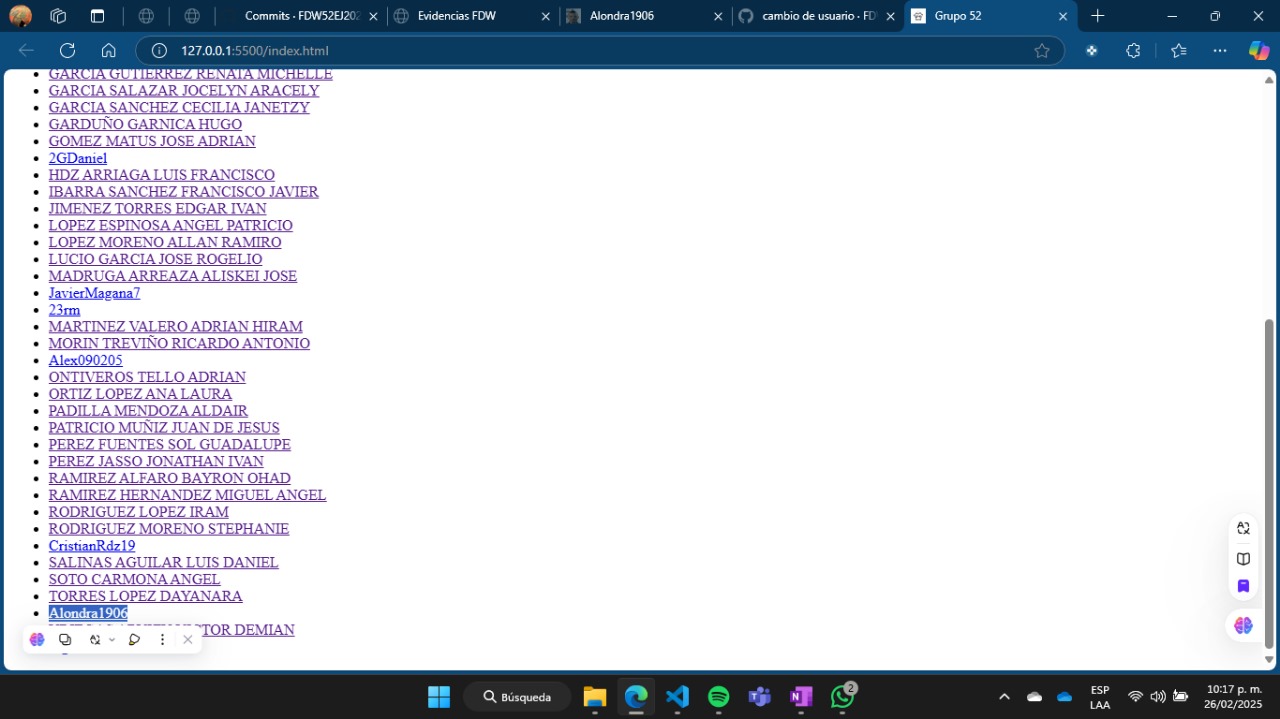 Commits · FDW52EJ202
Evidencias FDW
Alondra1906
cambio de usuario · FD
Grupo 52
127.0.0.1:5500/index.html
GARCIA GUTIERREZ RENATA MICHELLE
GARCIA SALAZAR JOCELYN ARACELY
GARCIA SANCHEZ CECILIA JANETZY
GARDUÑO GARNICA HUGO
GOMEZ MATUS JOSE ADRIAN
2GDaniel
HDZ ARRIAGA LUIS FRANCISCO
IBARRA SANCHEZ FRANCISCO JAVIER
JIMENEZ TORRES EDGAR IVAN
LOPEZ ESPINOSA ANGEL PATRICIO
LOPEZ MORENO ALLAN RAMIRO
LUCIO GARCIA JOSE ROGELIO
MADRUGA ARREAZA ALISKEI JOSE
JavierMagana7
23rm
MARTINEZ VALERO ADRIAN HIRAM
MORIN TREVIÑO RICARDO ANTONIO
Alex090205
ONTIVEROS TELLO ADRIAN
ORTIZ LOPEZ ANA LAURA
PADILLA MENDOZA ALDAIR
PATRICIO MUÑIZ JUAN DE JESUS
PEREZ FUENTES SOL GUADALUPE
PEREZ JASSO JONATHAN IVAN
RAMIREZ ALFARO BAYRON OHAD
RAMIREZ HERNANDEZ MIGUEL ANGEL
RODRIGUEZ LOPEZ IRAM
RODRIGUEZ MORENO STEPHANIE
CristianRdz19
SALINAS AGUILAR LUIS DANIEL
SOTO CARMONA ANGEL
TORRES LOPEZ DAYANARA
Alondra1906
DEMIAN
Búsqueda
2
ESP
LAA
10:17 p. m.
26/02/2025